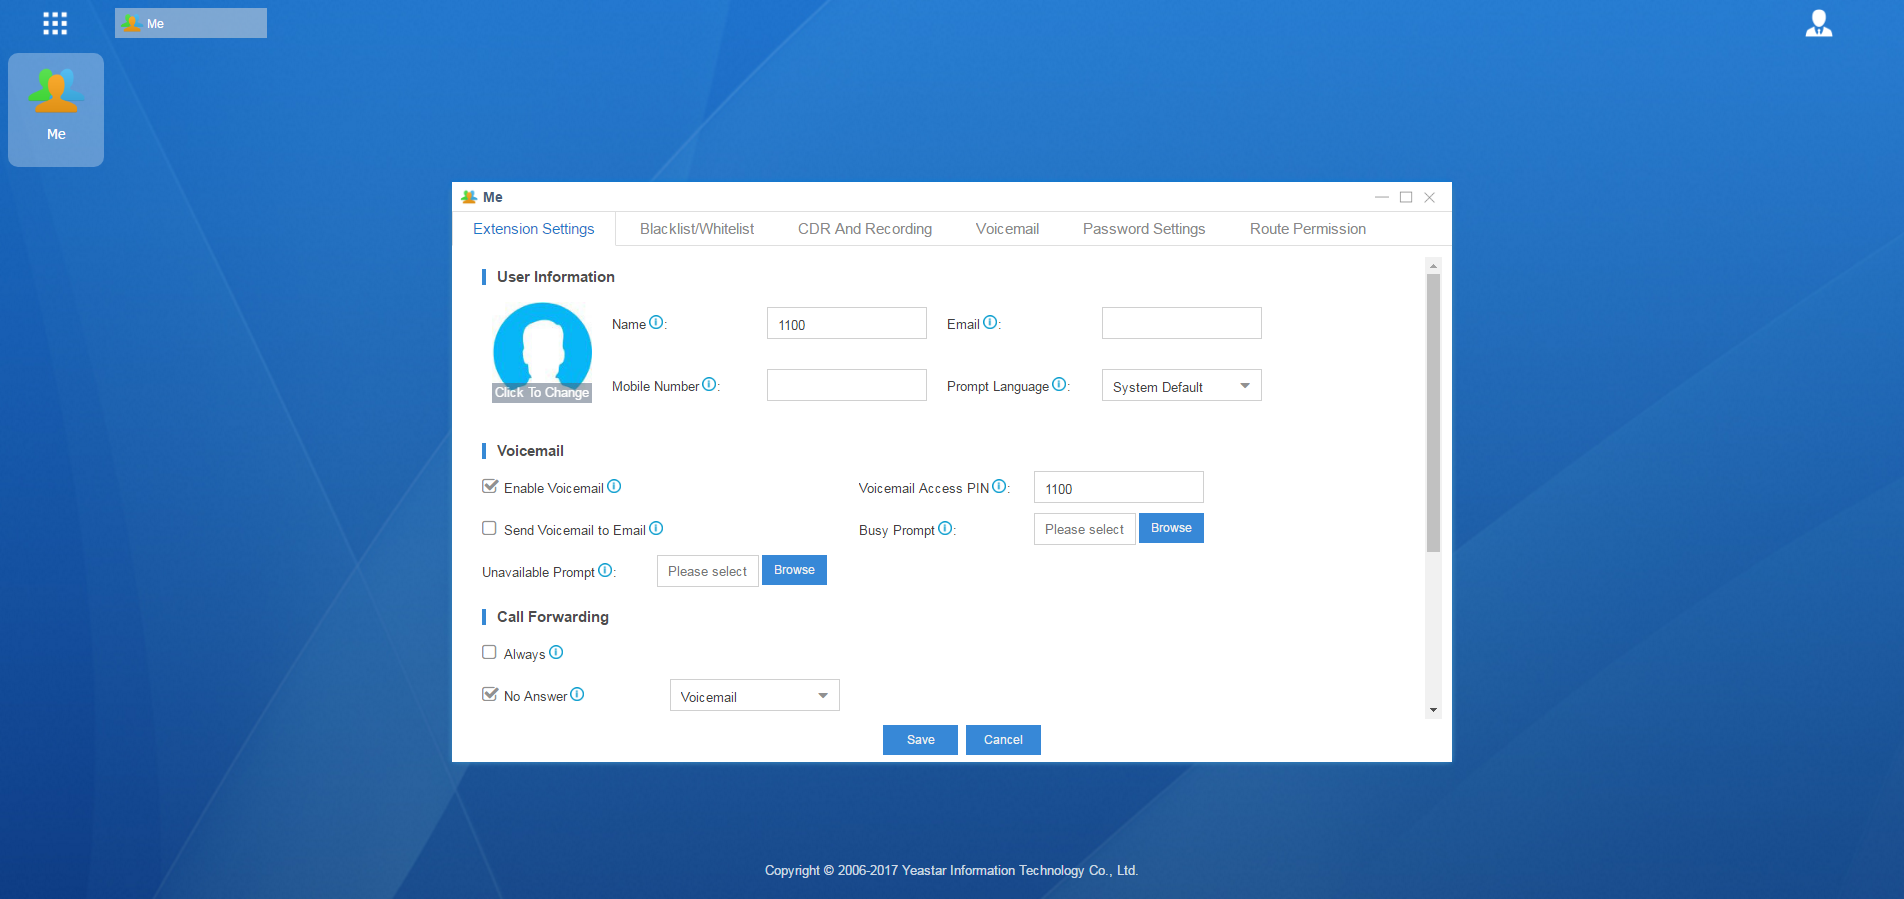 Me
Me
Me
Extension Settings Blacklist/Whitelist CDR And Recording Voicemail Password Settings Route Permission
User Information
Name : 1100 Email :
Click To Change
Mobile Number : Prompt Language : System Default
Voicemail
Enable Voicemail Voicemail Access PIN : 1100
Send Voicemail to Email Busy Prompt : Please select Browse
Unavailable Prompt : Please select Browse
Call Forwarding
Always
No Answer Voicemail
Save Cancel
Copyright © 2006-2017 Yeastar Information Technology Co., Ltd.